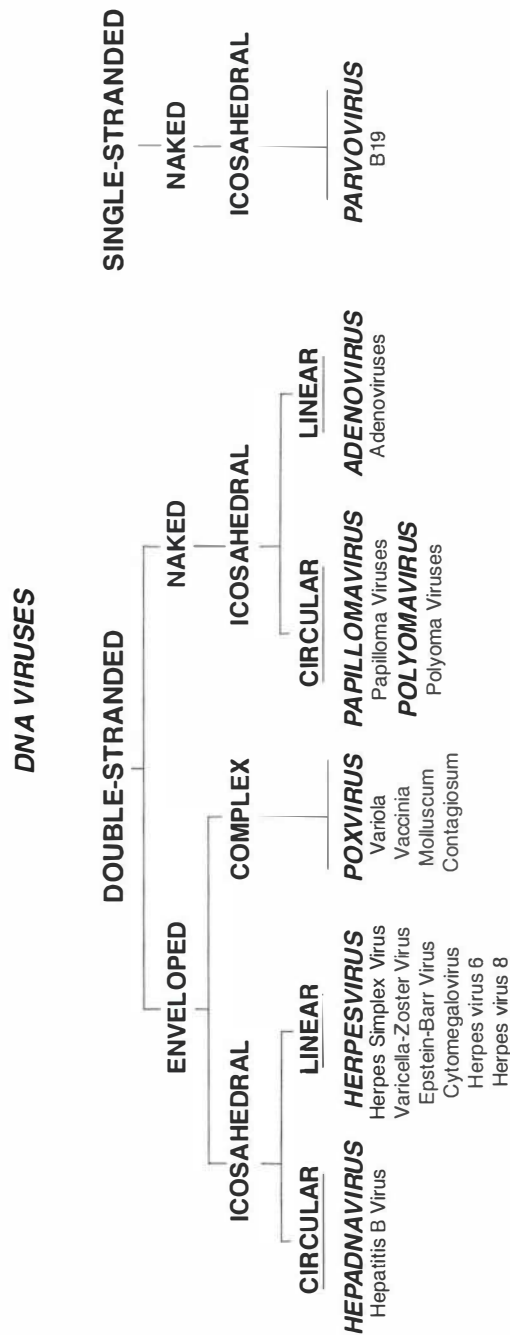 DNA VIRUSES
DOUBLE-STRANDED
SINGLE-STRANDED
ENVELOPED
NAKED
NAKED
ICOSAHEDRAL
COMPLEX
ICOSAHEDRAL
ICOSAHEDRAL
CIRCULAR
LINEAR
CIRCULAR
LINEAR
HEPADNAVIRUS
Hepatitis B Virus
HERPESVIRUS
Herpes Simplex Virus
Varicella-Zoster Virus
Epstein-Barr Virus
Cytomegalovirus
Herpes virus 6
Herpes virus 8
POXVIRUS
Variola
Vaccinia
Molluscum
Contagiosum
PAPILLOMAVIRUS
Papilloma Viruses
POLYOMAVIRUS
Polyoma Viruses
ADENOVIRUS
Adenoviruses
PARVOVIRUS
B19